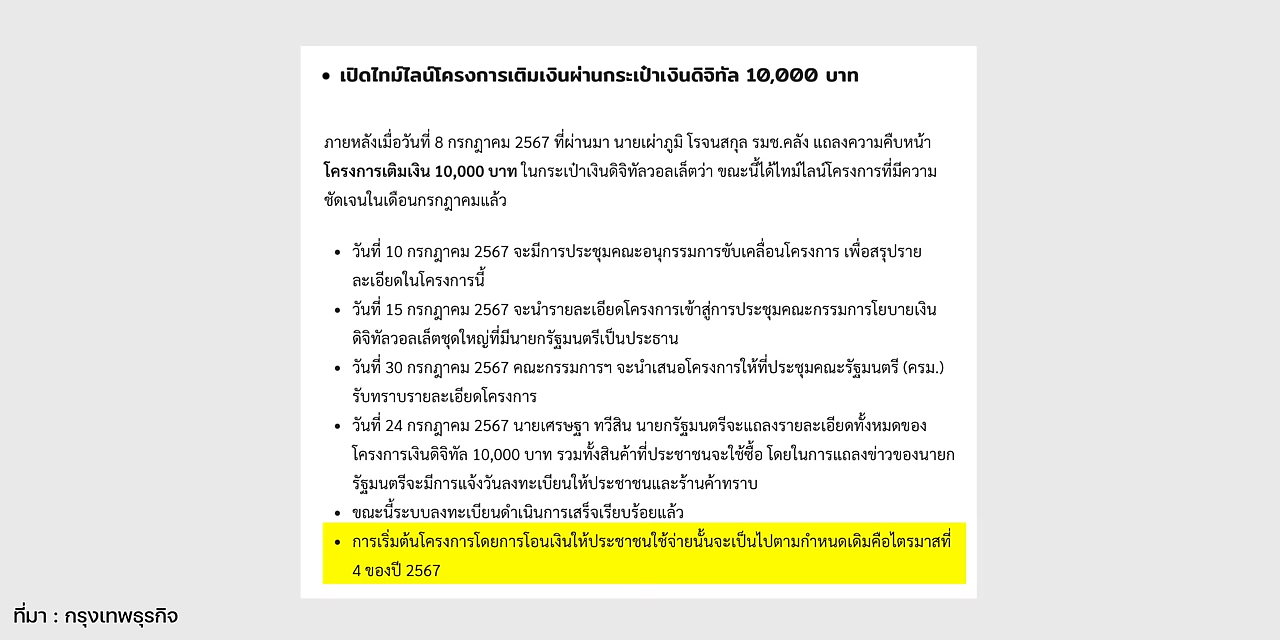 • เปิดไทม์ไลน์โครงการเติมเงินผ่านกระเป๋าเงินดิจิทัล 10,000 บาท
ภายหลังเมื่อวันที่ 8 กรกฎาคม 2567 ที่ผ่านมา นายเผ่าภูมิ โรจนสกุล รมช.คลัง แถลงความคืบหน้า
โครงการเติมเงิน 10,000 บาท ในกระเป๋าเงินดิจิทัลวอลเล็ตว่า ขณะนี้ได้ไทม์ไลน์โครงการที่มีความ
ชัดเจนในเดือนกรกฎาคมแล้ว
• วันที่ 10 กรกฎาคม 2567 จะมีการประชุมคณะอนุกรรมการขับเคลื่อนโครงการ เพื่อสรุปราย
ละเอียดในโครงการนี้
• วันที่ 15 กรกฎาคม 2567 จะนำรายละเอียดโครงการเข้าสู่การประชุมคณะกรรมการโยบายเงิน
ดิจิทัลวอลเล็ตชุดใหญ่ที่มีนายกรัฐมนตรีเป็นประธาน
• วันที่ 30 กรกฎาคม 2567 คณะกรรมการฯ จะนำเสนอโครงการให้ที่ประชุมคณะรัฐมนตรี (ครม.)
รับทราบรายละเอียดโครงการ
• วันที่ 24 กรกฎาคม 2567 นายเศรษฐา ทวีสิน นายกรัฐมนตรีจะแถลงรายละเอียดทั้งหมดของ
โครงการเงินดิจิทัล 10,000 บาท รวมทั้งสินค้าที่ประชาชนจะใช้ซื้อ โดยในการแถลงข่าวของนายก
รัฐมนตรีจะมีการแจ้งวันลงทะเบียนให้ประชาชนและร้านค้าทราบ
• ขณะนี้ระบบลงทะเบียนดำเนินการเสร็จเรียบร้อยแล้ว
• การเริ่มต้นโครงการโดยการโอนเงินให้ประชาชนใช้จ่ายนั้นจะเป็นไปตามกำหนดเดิมคือไตรมาสที่
4 ของปี 2567
ที่มา : กรุงเทพธุรกิจ